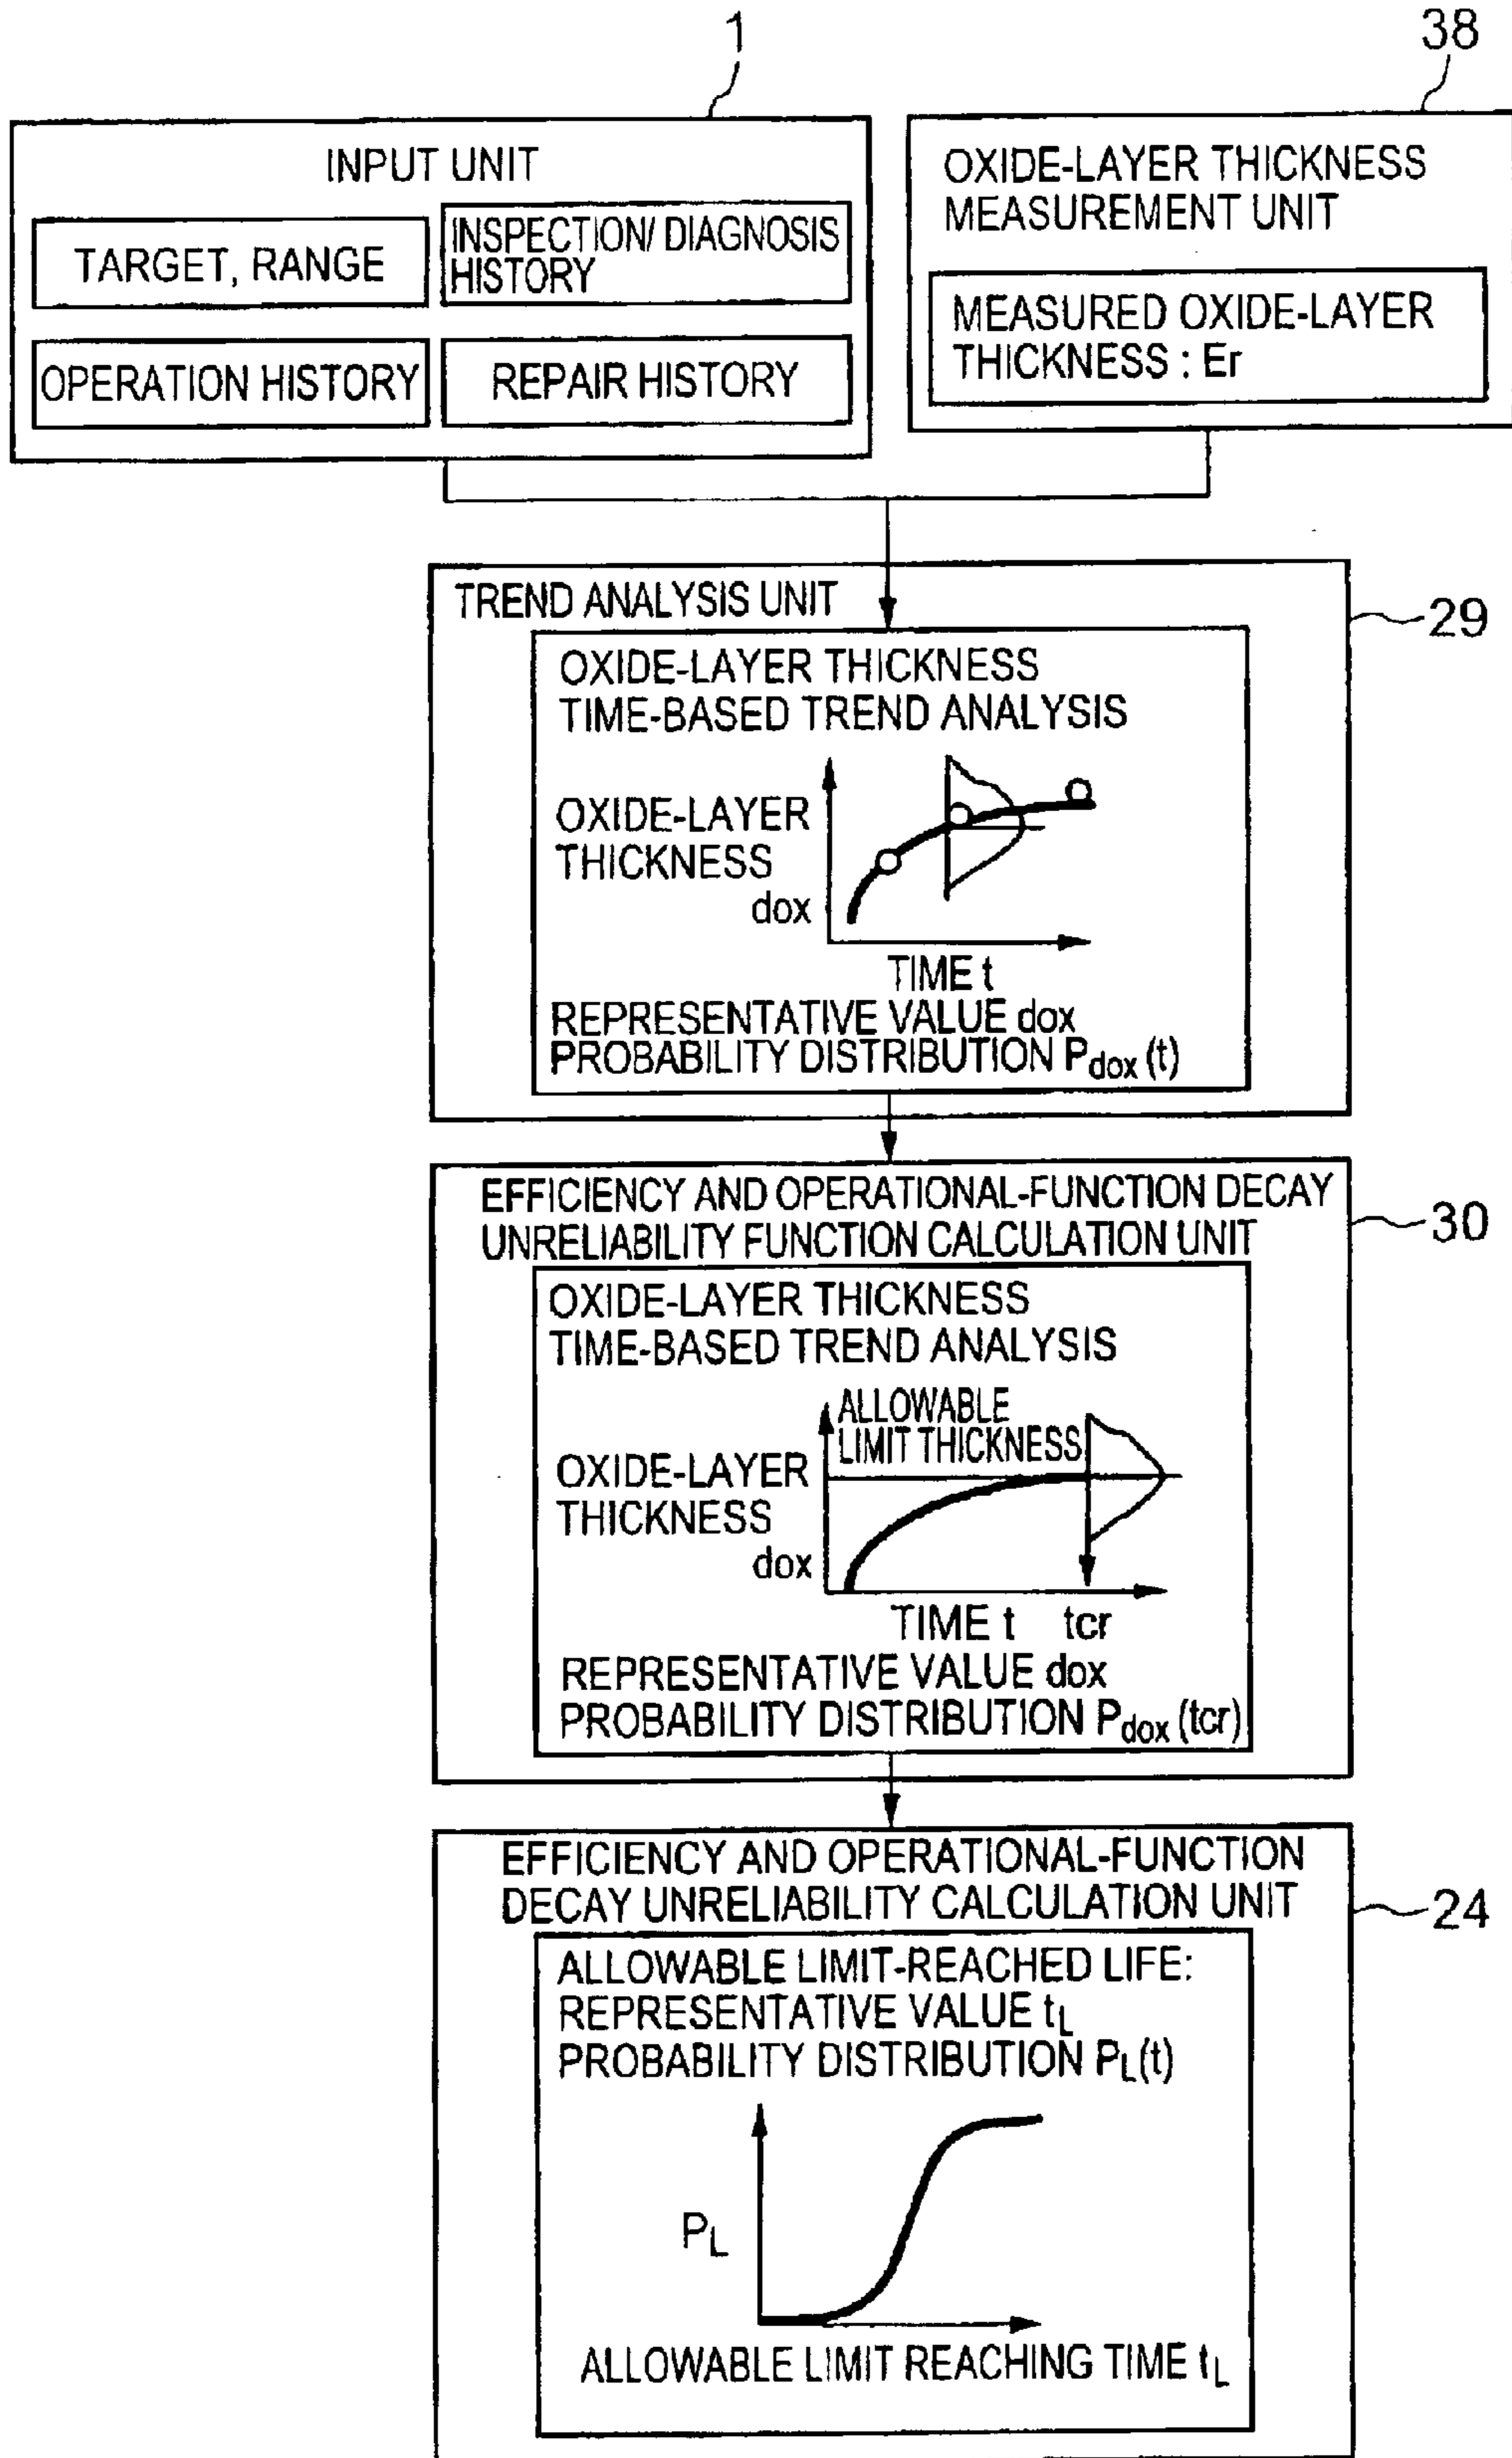 1
38
INPUT UNIT
TARGET, RANGE
INSPECTION/ DIAGNOSIS
HISTORY
OPERATION HISTORY
REPAIR HISTORY
OXIDE-LAYER THICKNESS
MEASUREMENT UNIT
MEASURED OXIDE-LAYER
THICKNESS : Er
TREND ANALYSIS UNIT
29
OXIDE-LAYER THICKNESS
TIME-BASED TREND ANALYSIS
OXIDE-LAYER
THICKNESS
dox
TIME t
REPRESENTATIVE VALUE dox
PROBABILITY DISTRIBUTION Pdox (t)
EFFICIENCY AND OPERATIONAL-FUNCTION DECAY
UNRELIABILITY FUNCTION CALCULATION UNIT
30
OXIDE-LAYER THICKNESS
TIME-BASED TREND ANALYSIS
ALLOWABLE
LIMIT THICKNESS
OXIDE-LAYER
THICKNESS
dox
TIME t tcr
REPRESENTATIVE VALUE dox
PROBABILITY DISTRIBUTION Pdox (tcr)
EFFICIENCY AND OPERATIONAL-FUNCTION
DECAY UNRELIABILITY CALCULATION UNIT
24
ALLOWABLE LIMIT-REACHED LIFE:
REPRESENTATIVE VALUE tL
PROBABILITY DISTRIBUTION PL(t)
PL
ALLOWABLE LIMIT REACHING TIME tL